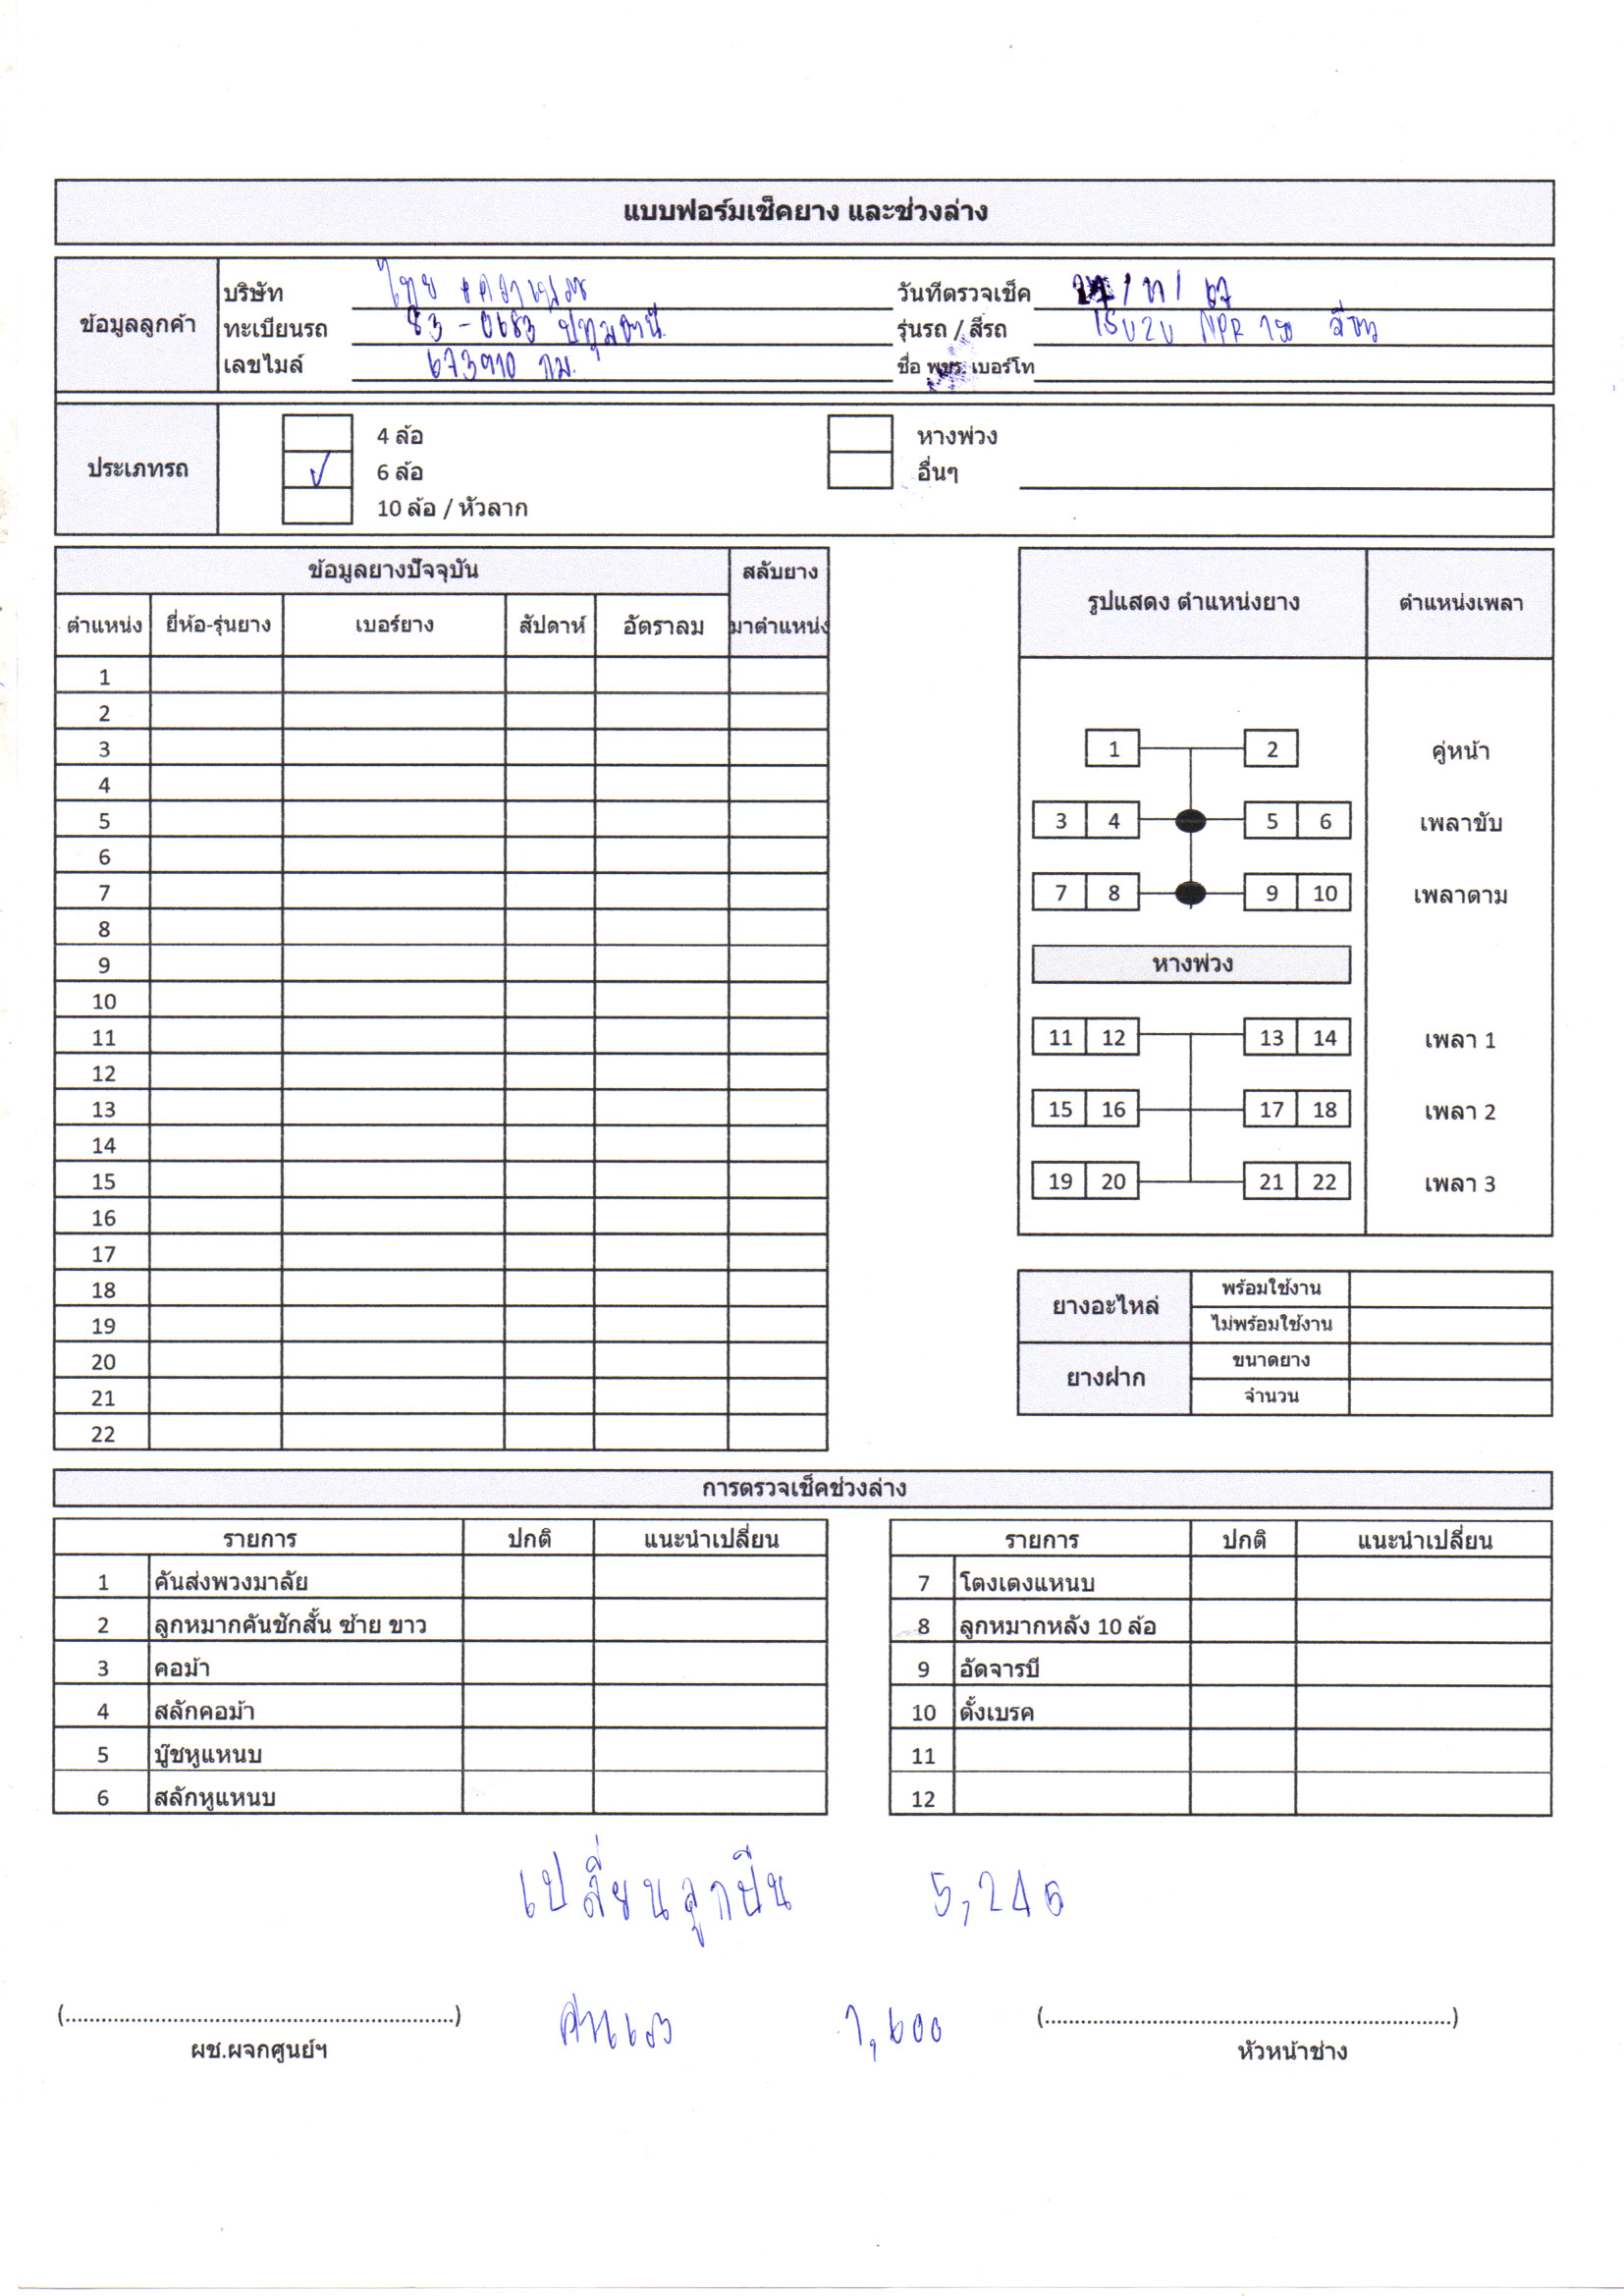 แบบฟอร์มเช็คยาง และช่วงล่าง
ข้อมูลลูกค้า
บริษัท ไทย
วันที่ตรวจเช็ค / 67
ทะเบียนรถ 83-0683 ปทุมธานี
รุ่นรถ / สีรถ ISUZU NPR 150 สีขาว
เลขไมล์ กม.
ชื่อ พขร. เบอร์โท
ประเภทรถ
4 ล้อ
หางพ่วง
✓ 6 ล้อ
อื่นๆ
10 ล้อ / หัวลาก
ข้อมูลยางปัจจุบัน สลับยาง
ตำแหน่ง ยี่ห้อ-รุ่นยาง เบอร์ยาง สัปดาห์ อัตราลม มาตำแหน่ง
1
2
3
4
5
6
7
8
9
10
11
12
13
14
15
16
17
18
19
20
21
22
รูปแสดง ตำแหน่งยาง ตำแหน่งเพลา
1 2 คู่หน้า
3 4 5 6 เพลาขับ
7 8 9 10 เพลาตาม
หางพ่วง
11 12 13 14 เพลา 1
15 16 17 18 เพลา 2
19 20 21 22 เพลา 3
ยางอะไหล่ พร้อมใช้งาน
ไม่พร้อมใช้งาน
ยางฝาก ขนาดยาง
จำนวน
การตรวจเช็คช่วงล่าง
รายการ ปกติ แนะนำเปลี่ยน
1 คันส่งพวงมาลัย
2 ลูกหมากคันชักสั้น ซ้าย ขาว
3 คอม้า
4 สลักคอม้า
5 บู๊ชหูแหนบ
6 สลักหูแหนบ
รายการ ปกติ แนะนำเปลี่ยน
7 โตงเตงแหนบ
8 ลูกหมากหลัง 10 ล้อ
9 อัดจารบี
10 ตั้งเบรค
11
12
เปลี่ยนลูกปืน 5,246
(..................................................................)
ค่าแรง 1,600
(..................................................................)
ผช.ผจกศูนย์ฯ
หัวหน้าช่าง